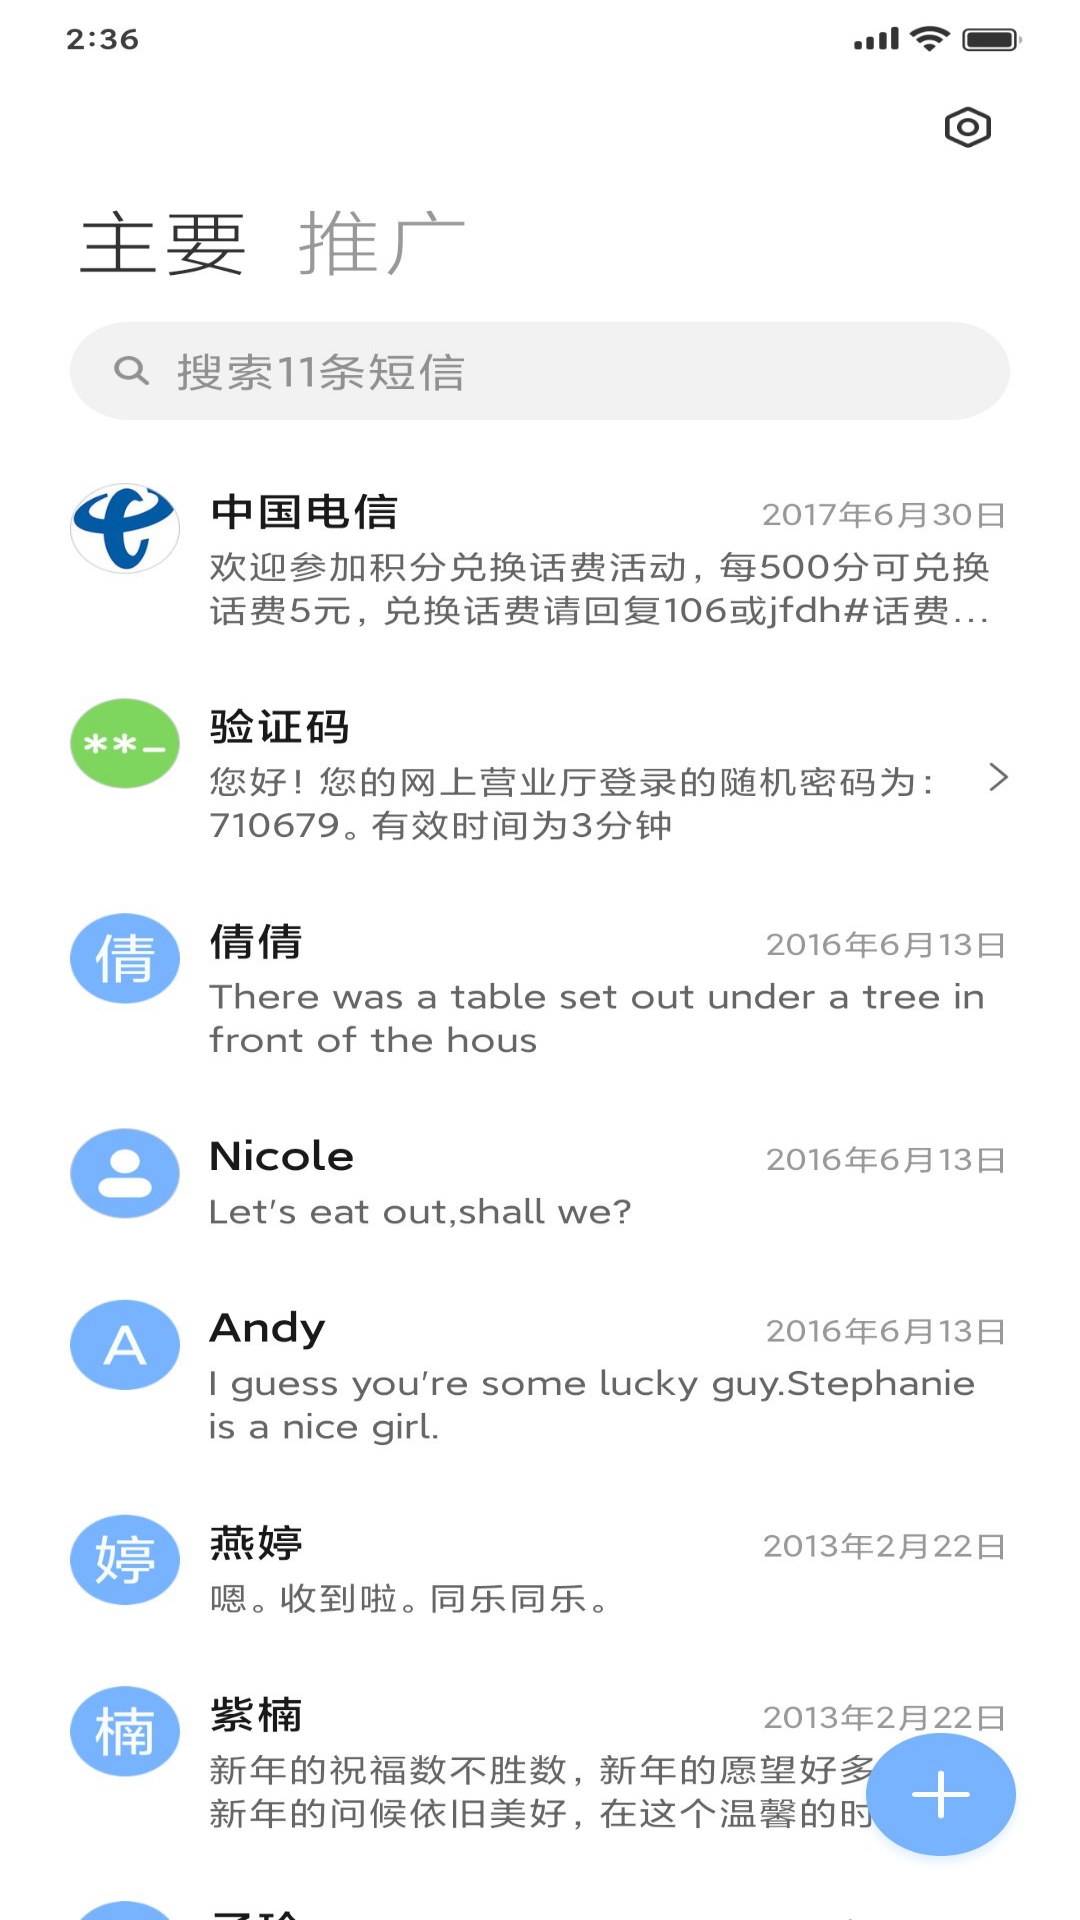 2:36
主要 推广
搜索11条短信
中国电信 2017年6月30日
欢迎参加积分兑换话费活动，每500分可兑换
话费5元，兑换话费请回复106或jfdh#话费...
**_
验证码
您好！您的网上营业厅登录的随机密码为：
710679。有效时间为3分钟
倩
倩倩 2016年6月13日
There was a table set out under a tree in
front of the hous
Nicole 2016年6月13日
Let's eat out,shall we?
A
Andy 2016年6月13日
I guess you're some lucky guy.Stephanie
is a nice girl.
婷
燕婷 2013年2月22日
嗯。收到啦。同乐同乐。
楠
紫楠 2013年2月22日
新年的祝福数不胜数，新年的愿望好多
新年的问候依旧美好，在这个温馨的时